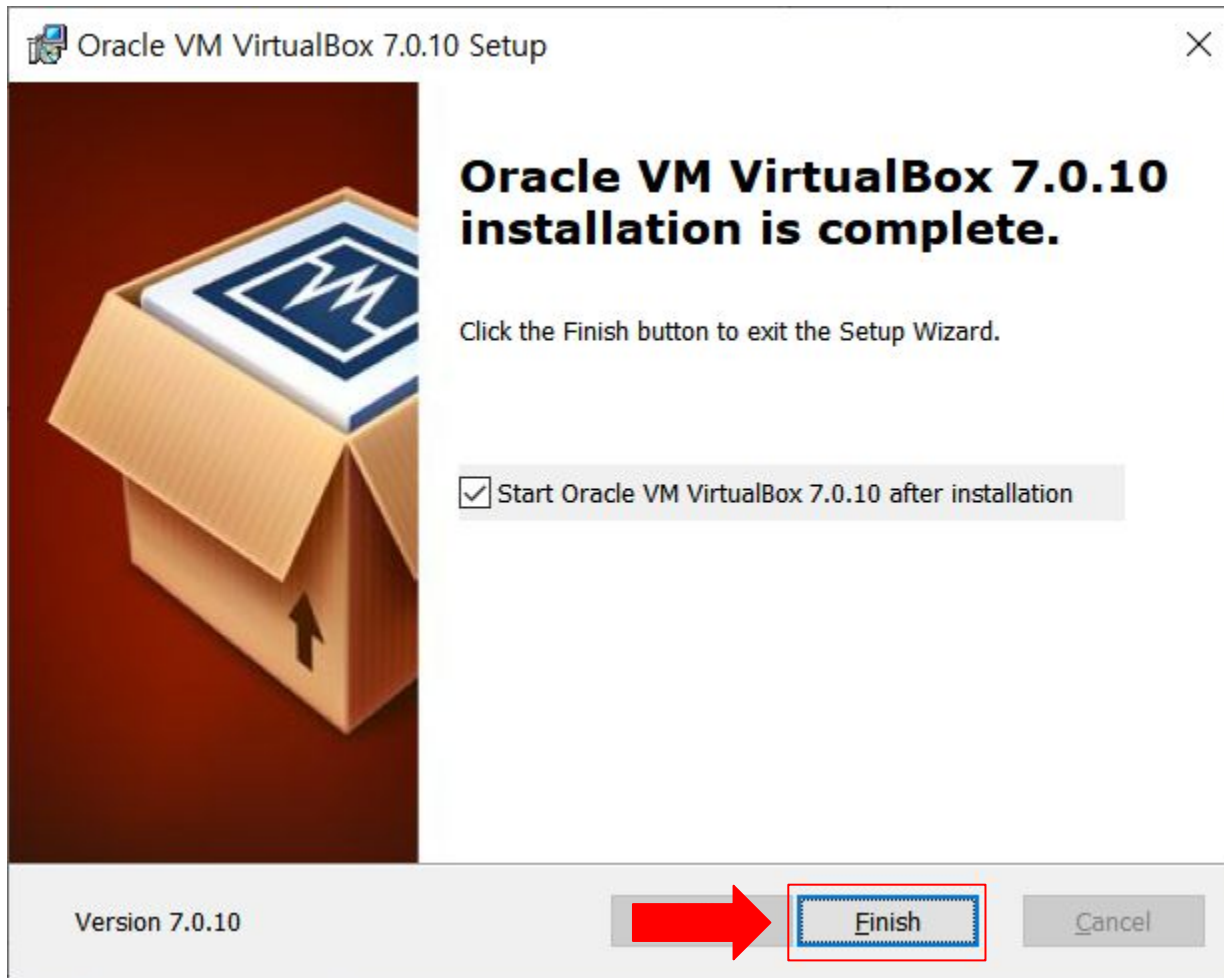 Oracle VM VirtualBox 7.0.10 Setup
Oracle VM VirtualBox 7.0.10
installation is complete.
Click the Finish button to exit the Setup Wizard.
Start Oracle VM VirtualBox 7.0.10 after installation
Version 7.0.10
Finish
Cancel